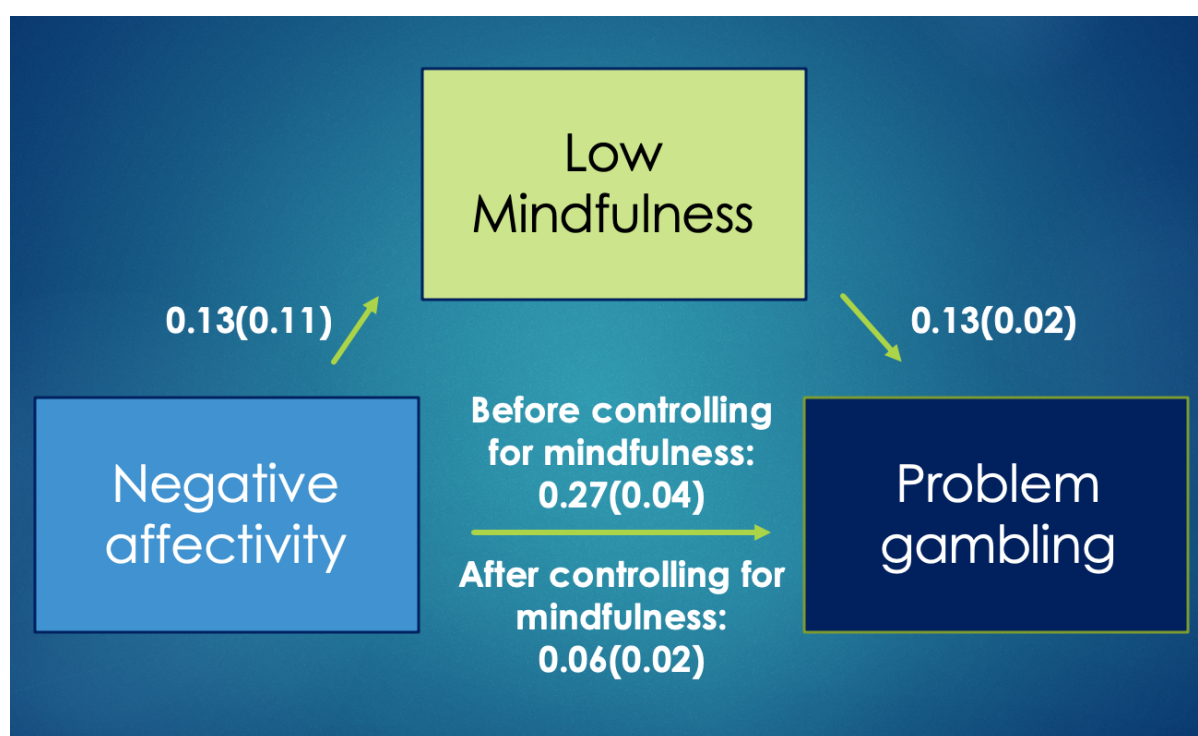 Low
Mindfulness
0.13(0.11)
0.13(0.02)
Negative
affectivity
Before controlling
for mindfulness:
0.27(0.04)
After controlling for
mindfulness:
0.06(0.02)
Problem
gambling